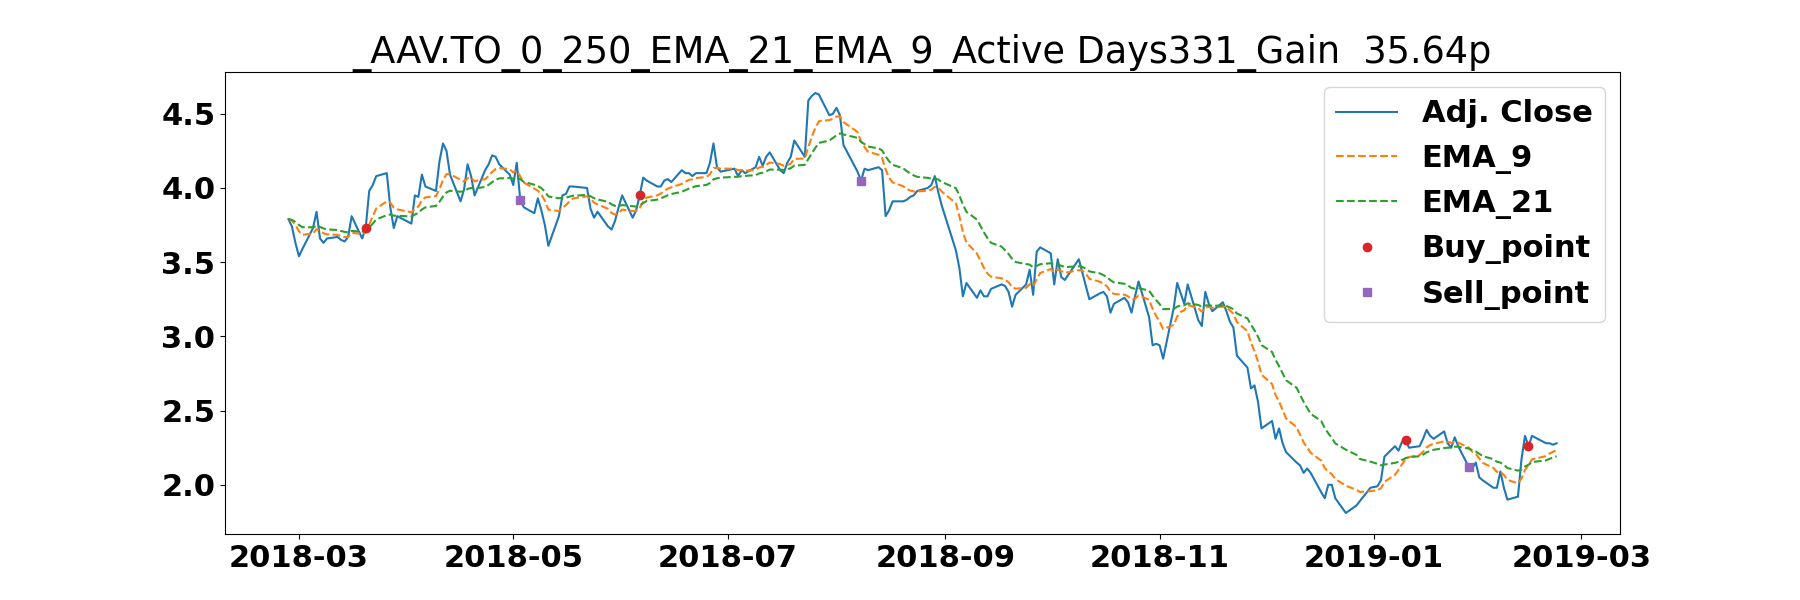 _AAV.TO_0_250_EMA_21_EMA_9_Active Days331_Gain  35.64p
4.5
4.0
3.5
3.0
2.5
2.0
Adj. Close
EMA_9
EMA_21
Buy_point
Sell_point
2018-03 2018-05 2018-07 2018-09 2018-11 2019-01 2019-03